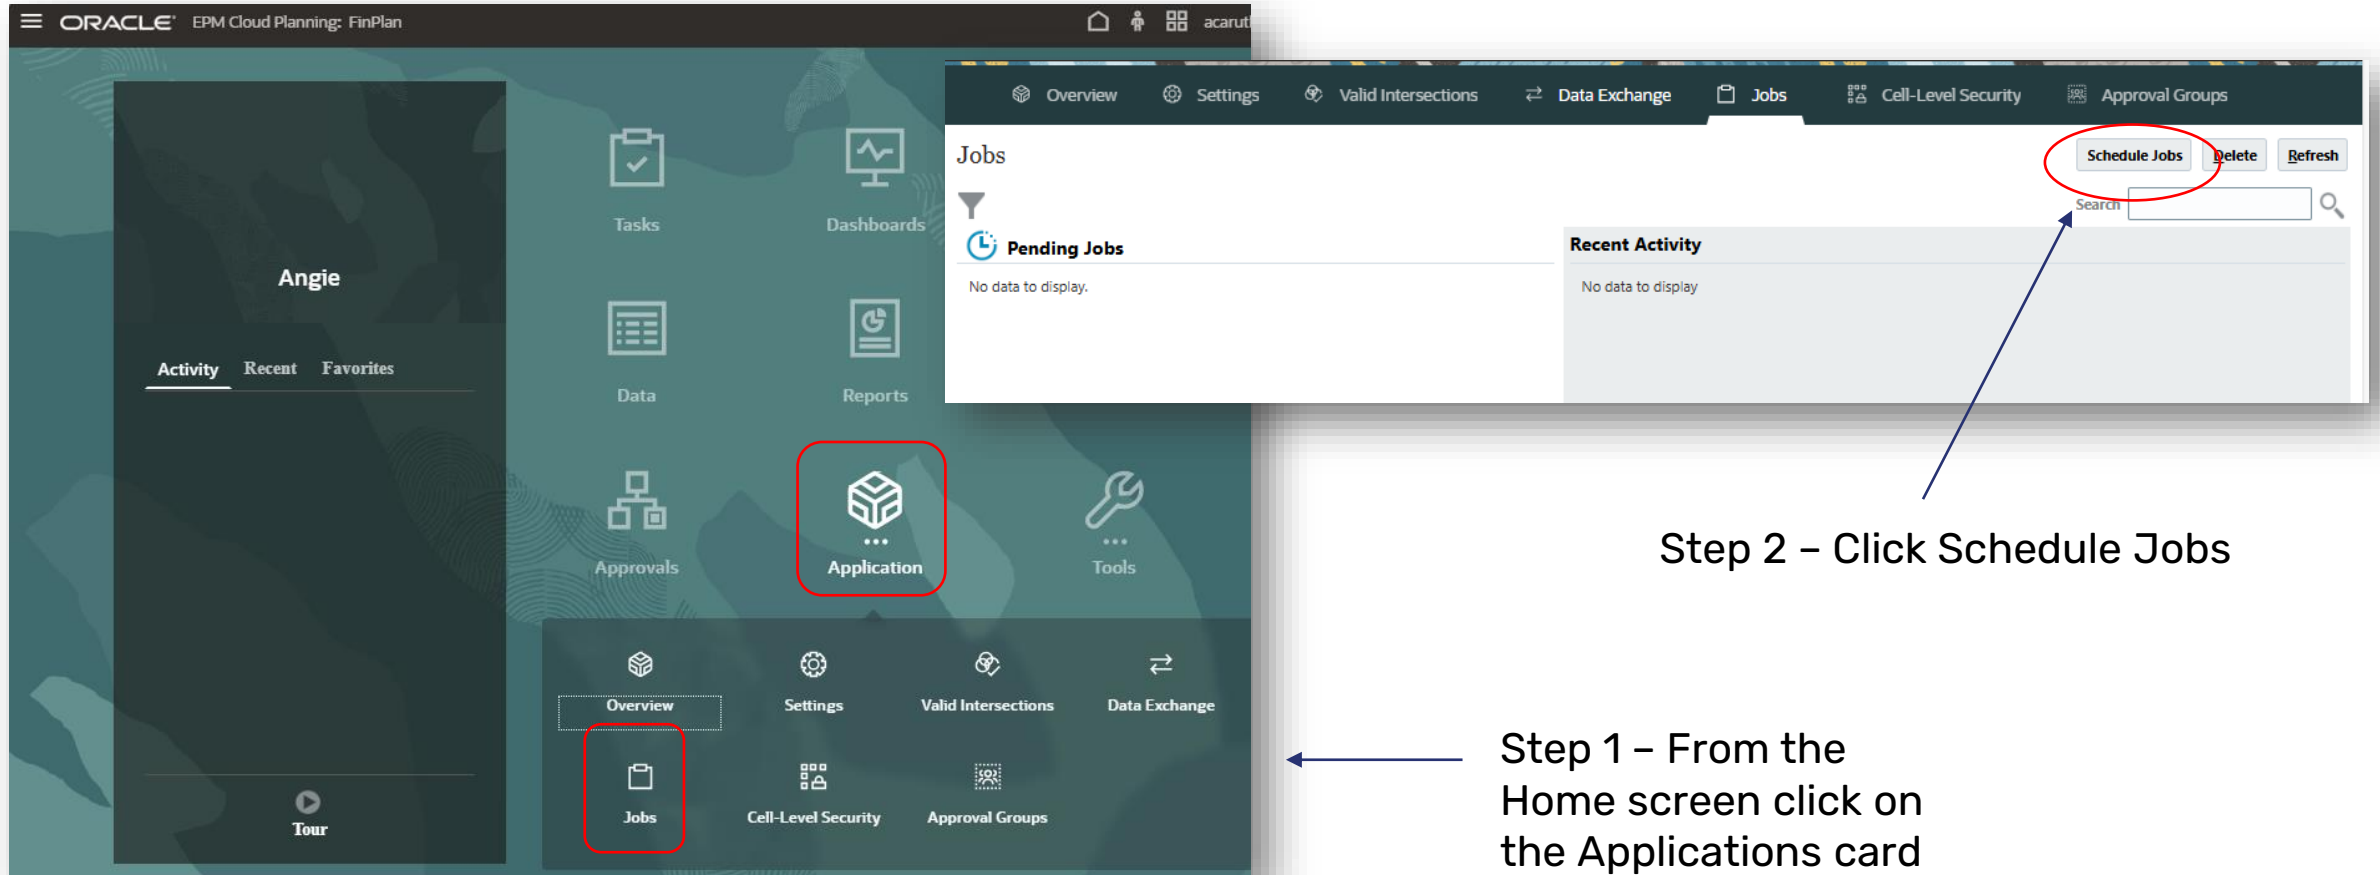 ORACLE EPM Cloud Planning: FinPlan
Angie
Activity Recent Favorites
Tour
Tasks
Dashboards
Data
Reports
Approvals
Application
Tools
Overview
Settings
Valid Intersections
Data Exchange
Jobs
Cell-Level Security
Approval Groups
Overview Settings Valid Intersections Data Exchange Jobs Cell-Level Security Approval Groups
Jobs
Schedule Jobs Delete Refresh
Search
Pending Jobs
No data to display.
Recent Activity
No data to display
Step 2 – Click Schedule Jobs
Step 1 – From the
Home screen click on
the Applications card